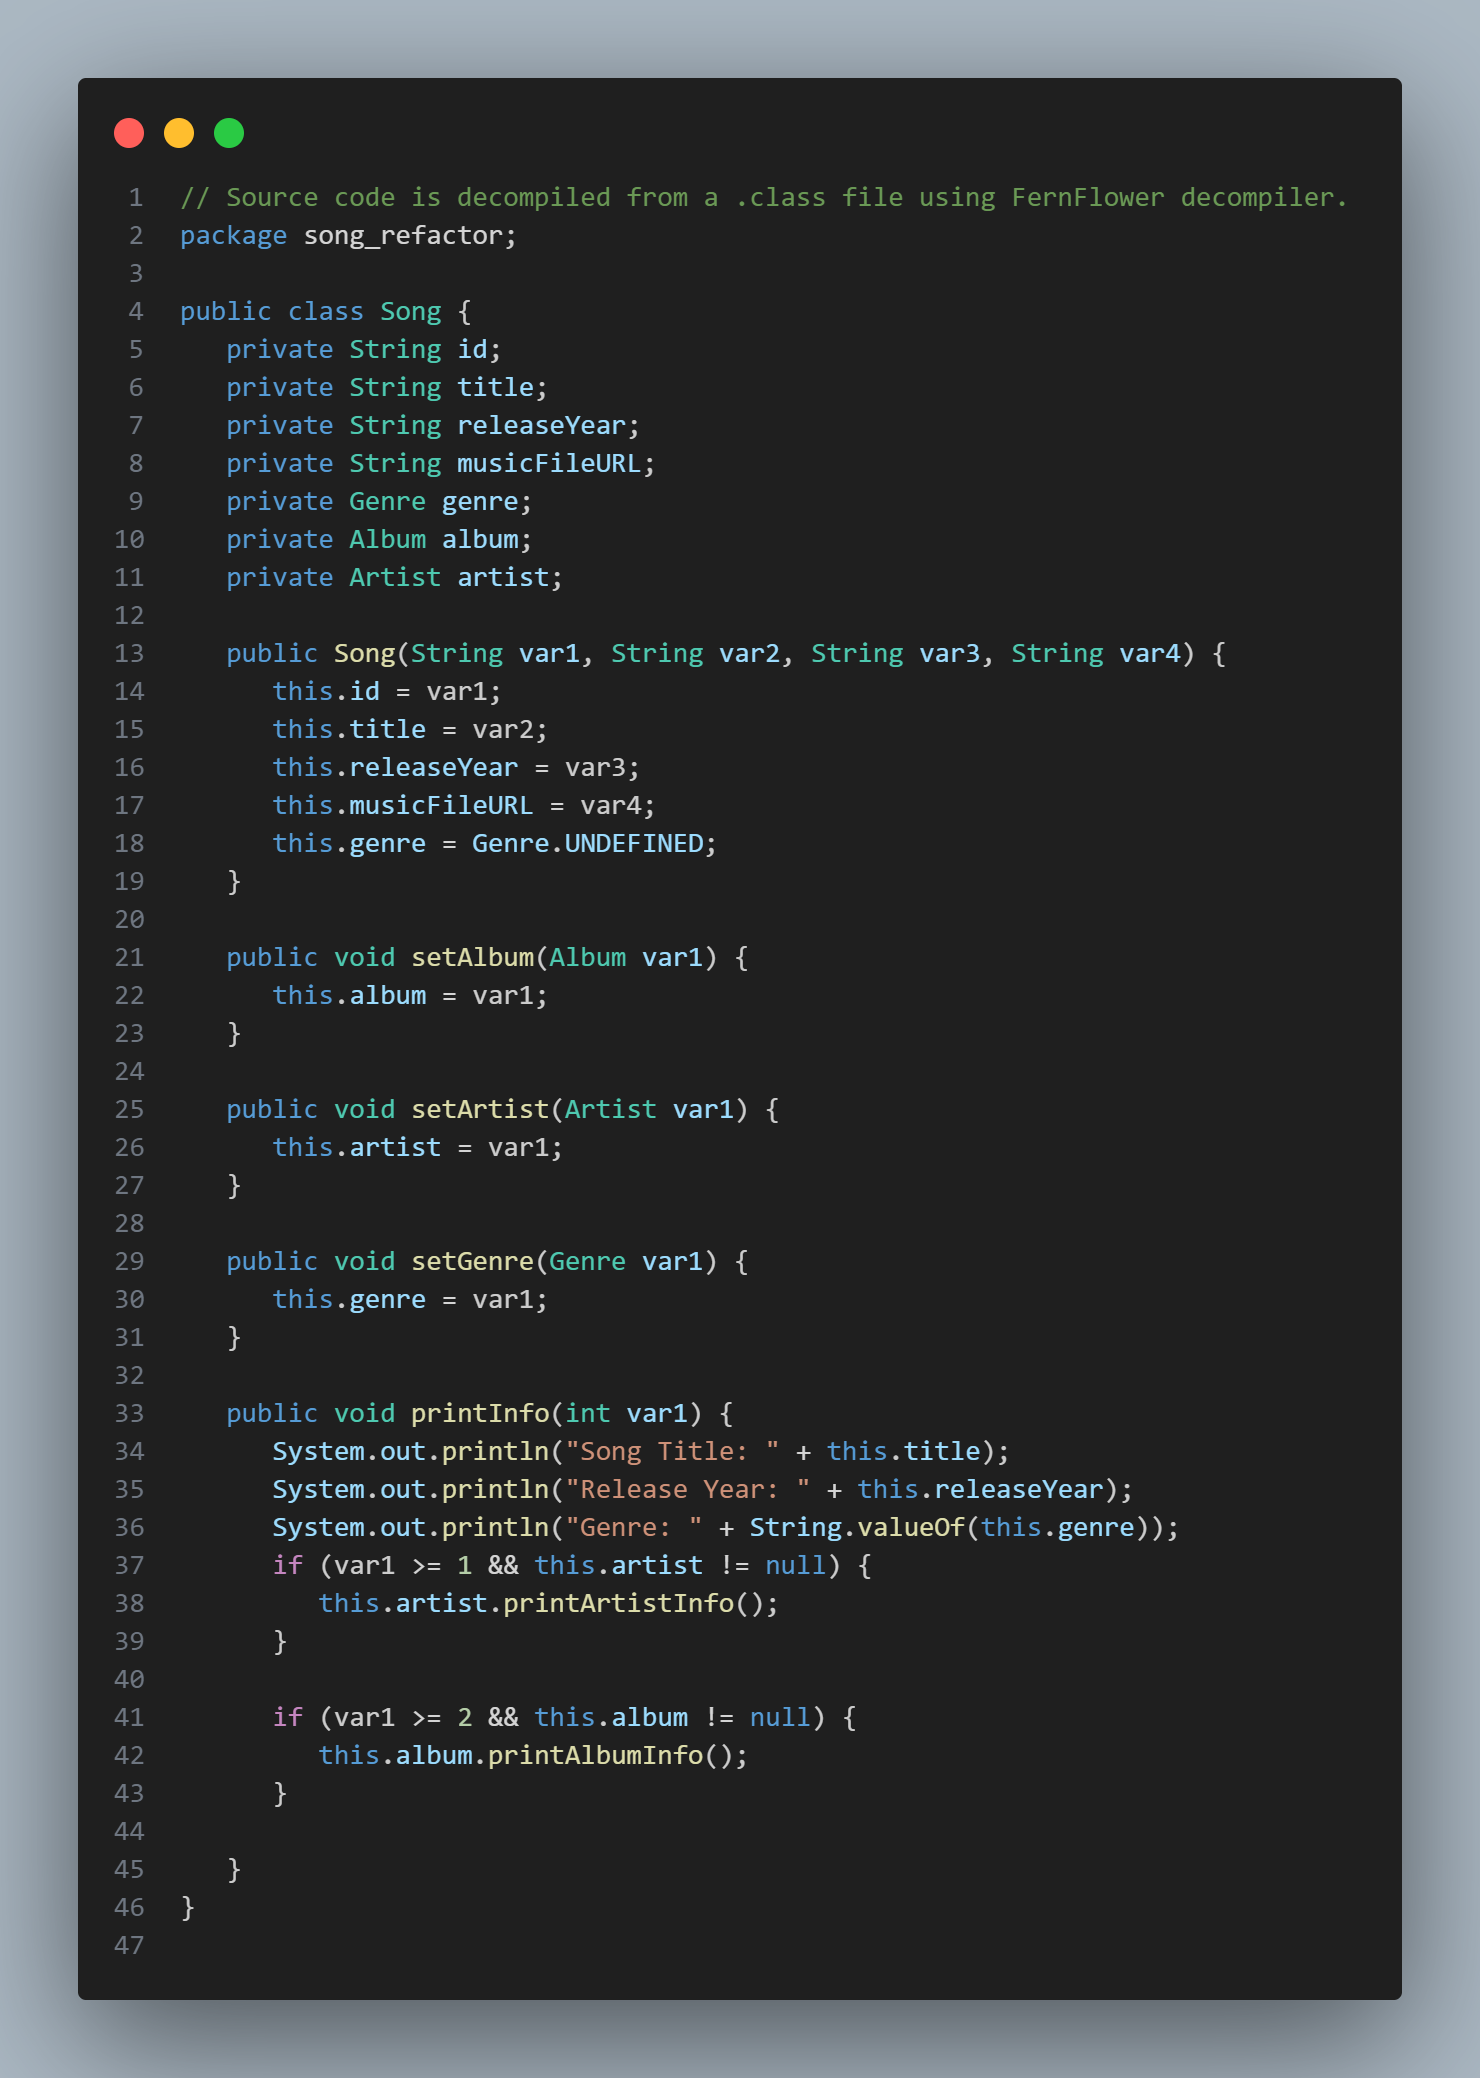 1 // Source code is decompiled from a .class file using FernFlower decompiler.
2 package song_refactor;
3
4 public class Song {
5    private String id;
6    private String title;
7    private String releaseYear;
8    private String musicFileURL;
9    private Genre genre;
10    private Album album;
11    private Artist artist;
12
13    public Song(String var1, String var2, String var3, String var4) {
14       this.id = var1;
15       this.title = var2;
16       this.releaseYear = var3;
17       this.musicFileURL = var4;
18       this.genre = Genre.UNDEFINED;
19    }
20
21    public void setAlbum(Album var1) {
22       this.album = var1;
23    }
24
25    public void setArtist(Artist var1) {
26       this.artist = var1;
27    }
28
29    public void setGenre(Genre var1) {
30       this.genre = var1;
31    }
32
33    public void printInfo(int var1) {
34       System.out.println("Song Title: " + this.title);
35       System.out.println("Release Year: " + this.releaseYear);
36       System.out.println("Genre: " + String.valueOf(this.genre));
37       if (var1 >= 1 && this.artist != null) {
38          this.artist.printArtistInfo();
39       }
40
41       if (var1 >= 2 && this.album != null) {
42          this.album.printAlbumInfo();
43       }
44
45    }
46 }
47